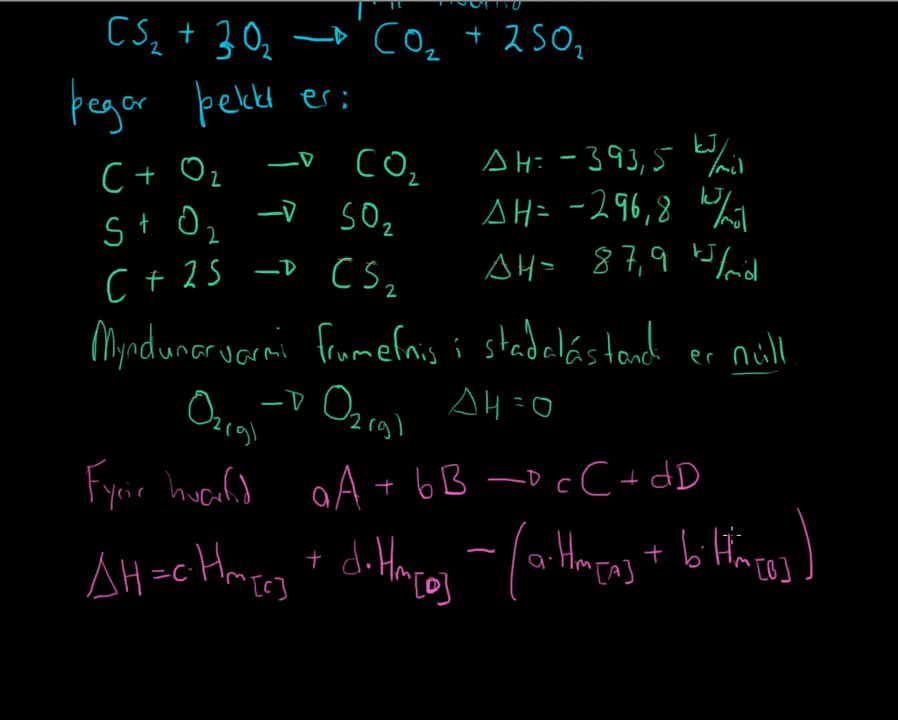 CS₂ + 3O₂ → CO₂ + 2SO₂
þegar þekkt er:
C + O₂ → CO₂ ΔH = -393,5 kJ/mól
S + O₂ → SO₂ ΔH = -296,8 kJ/mól
C + 2S → CS₂ ΔH = 87,9 kJ/mól
Myndunarvarmi frumefnis í staðalástandi er núll
O₂(g) → O₂(g) ΔH = 0
Fyrir hvarfið aA + bB → cC + dD
ΔH = c·Hm[C] + d·Hm[D] - (a·Hm[A] + b·Hm[B])